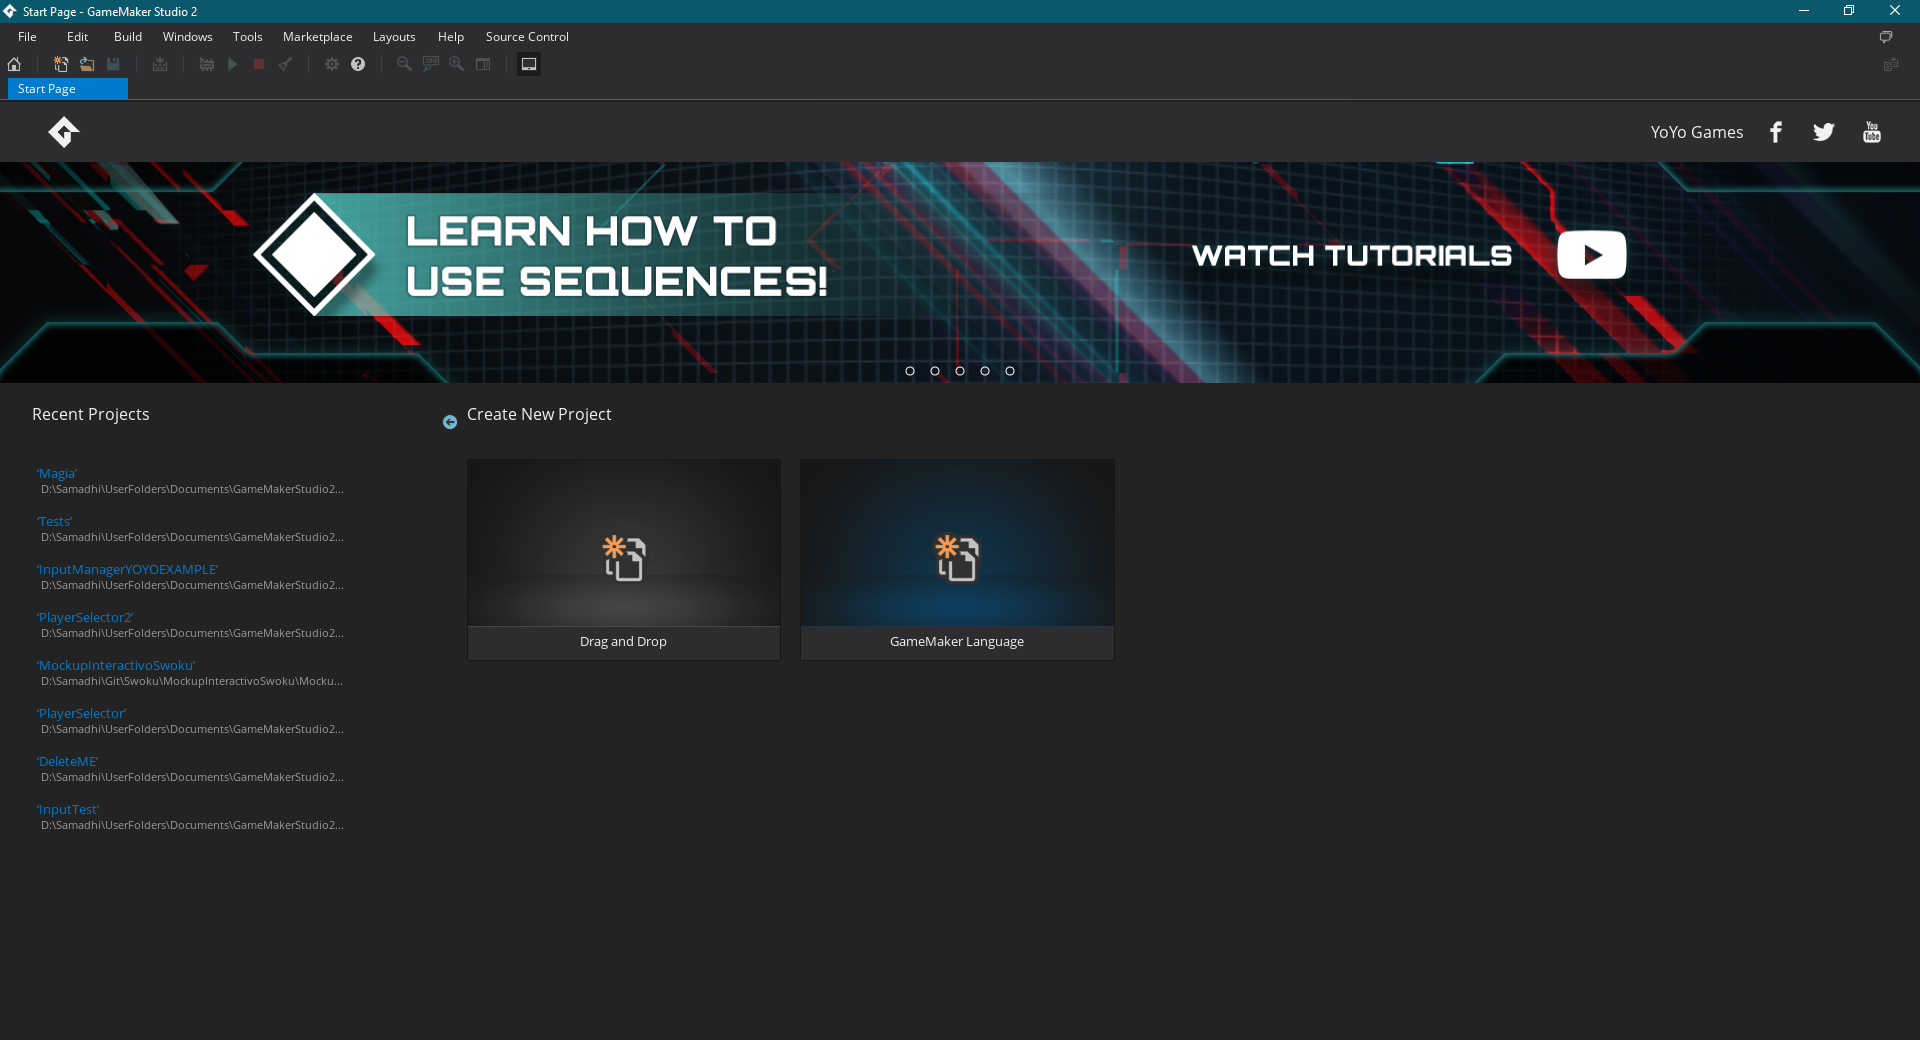 Start Page - GameMaker Studio 2
File Edit Build Windows Tools Marketplace Layouts Help Source Control
100
Start Page
YoYo Games
You
Tube
LEARN HOW TO
USE SEQUENCES!
WATCH TUTORIALS
Recent Projects
‘Magia’
D:\Samadhi\UserFolders\Documents\GameMakerStudio2...
‘Tests’
D:\Samadhi\UserFolders\Documents\GameMakerStudio2...
‘InputManagerYOYOEXAMPLE’
D:\Samadhi\UserFolders\Documents\GameMakerStudio2...
‘PlayerSelector2’
D:\Samadhi\UserFolders\Documents\GameMakerStudio2...
‘MockupInteractivoSwoku’
D:\Samadhi\Git\Swoku\MockupInteractivoSwoku\Mocku...
‘PlayerSelector’
D:\Samadhi\UserFolders\Documents\GameMakerStudio2...
‘DeleteME’
D:\Samadhi\UserFolders\Documents\GameMakerStudio2...
‘InputTest’
D:\Samadhi\UserFolders\Documents\GameMakerStudio2...
Create New Project
Drag and Drop
GameMaker Language